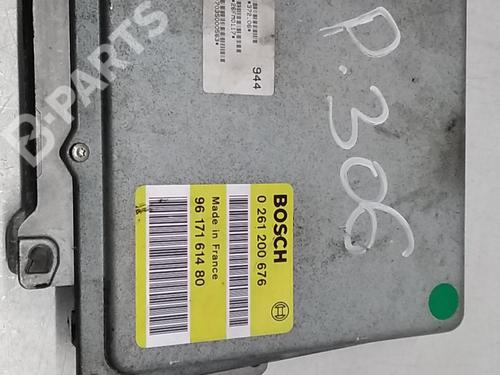 BOSCH
0 261 200 676
Made in France
96 171 614 80
944
P.306
B-PARTS